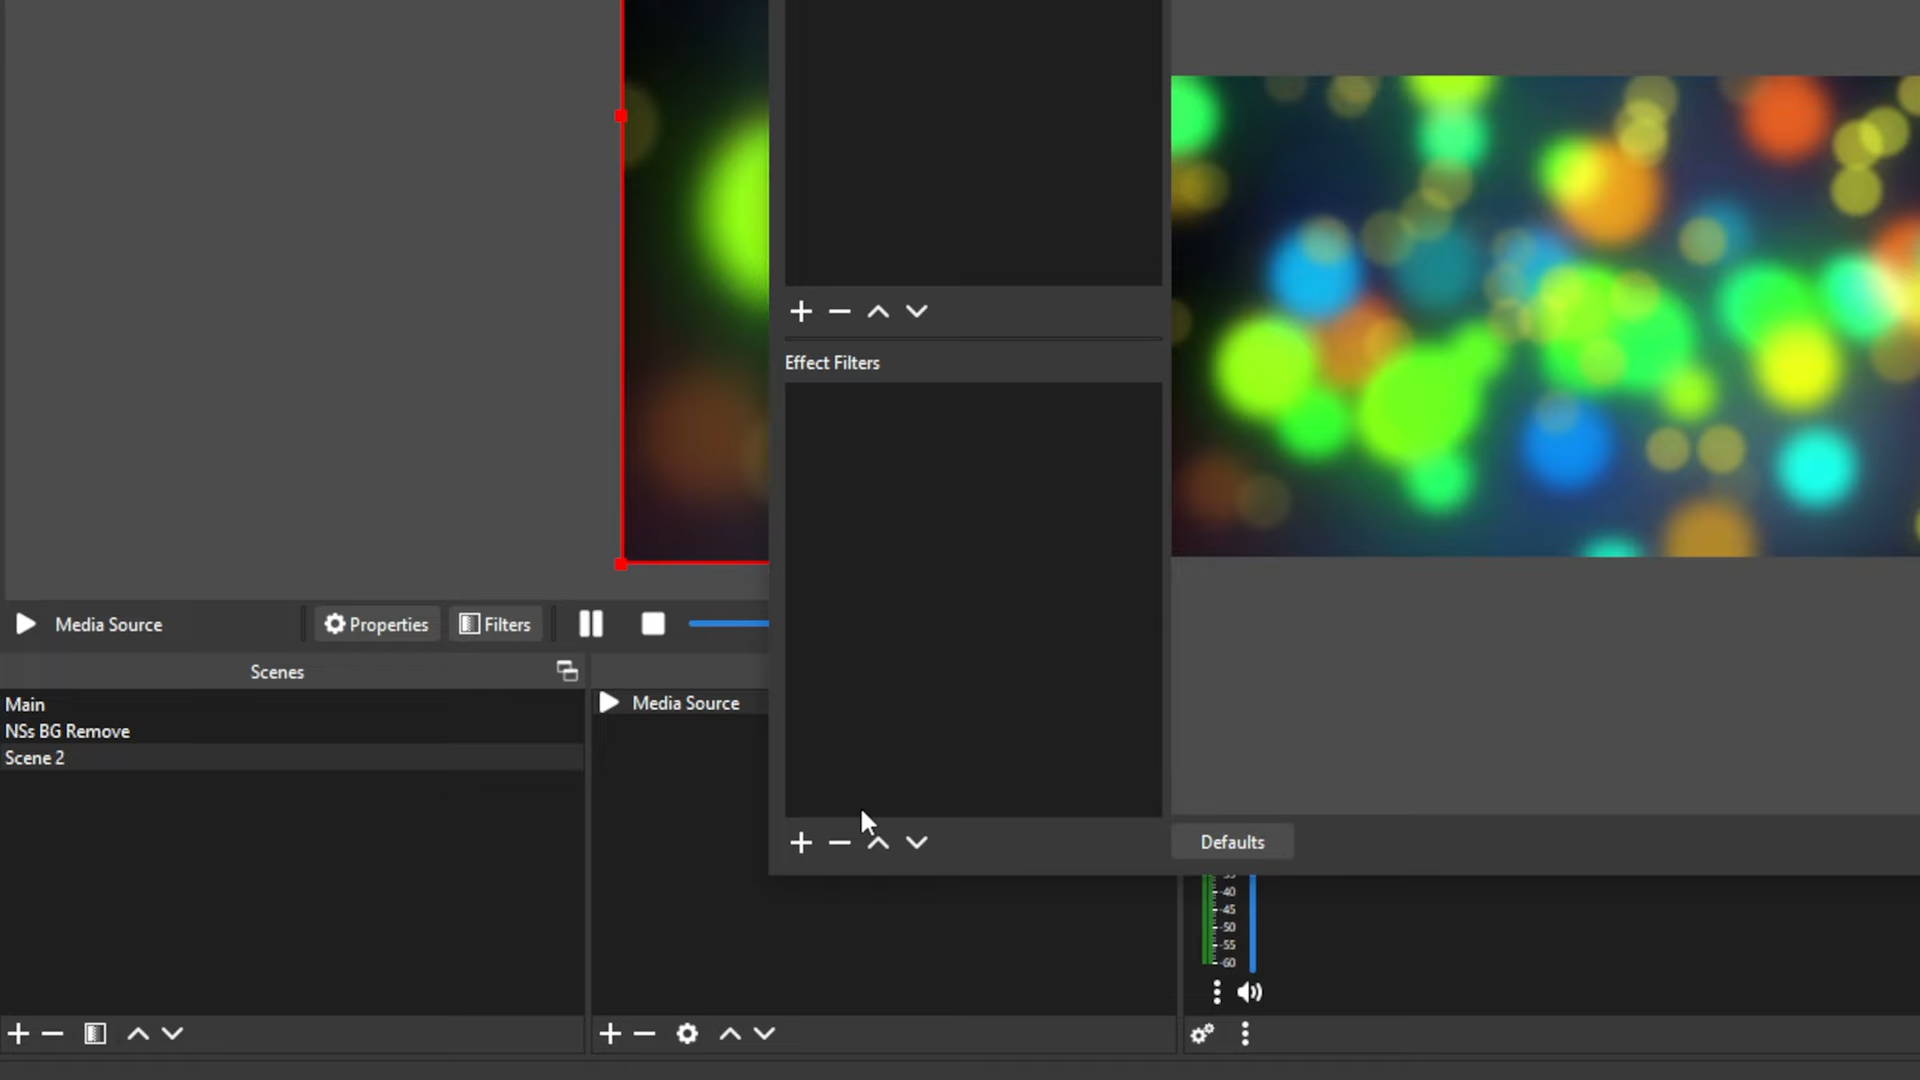 Effect Filters
Media Source
Properties
Filters
Scenes
Media Source
Main
NSs BG Remove
Scene 2
Defaults
-40
-45
-50
-55
-60